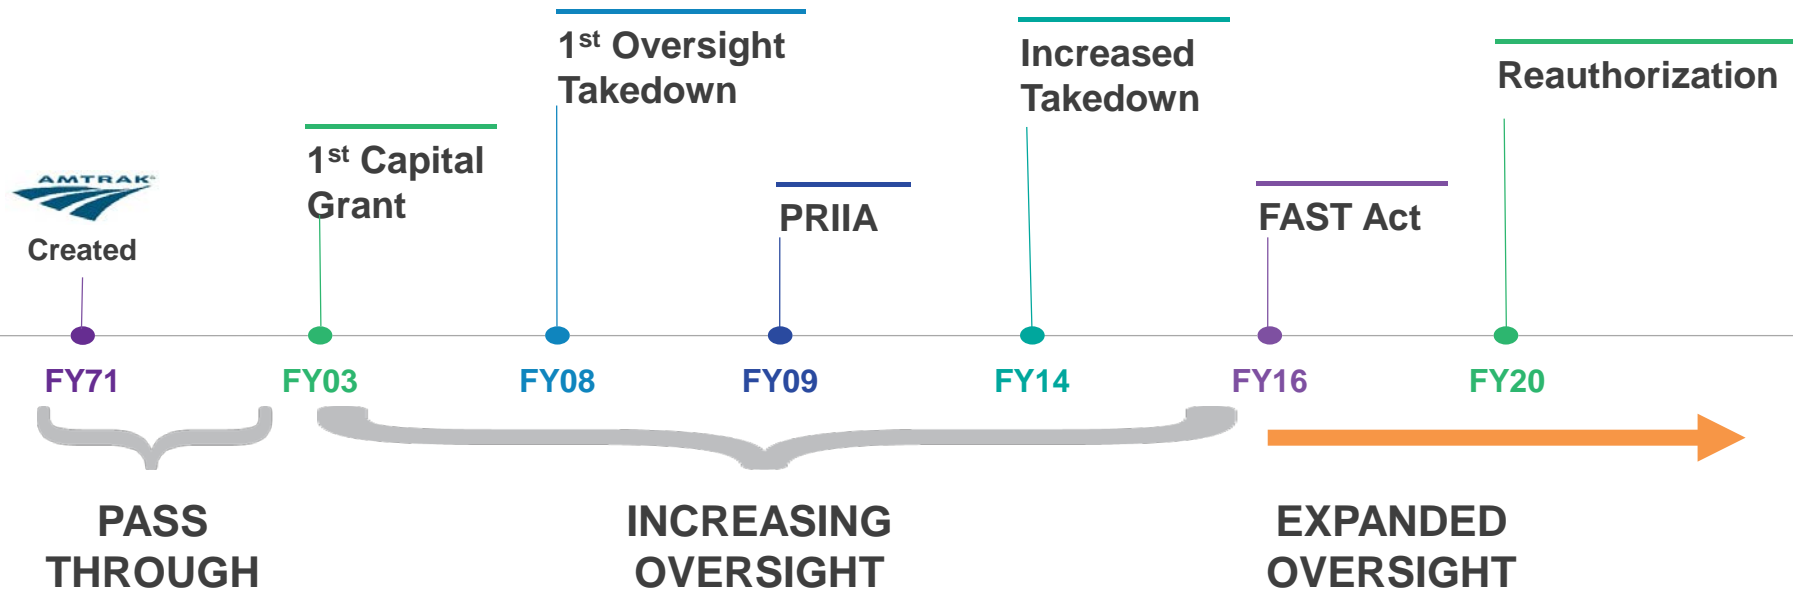 AMTRAK
Created
1st Capital
Grant
1st Oversight
Takedown
PRIIA
Increased
Takedown
FAST Act
Reauthorization
FY71
FY03
FY08
FY09
FY14
FY16
FY20
PASS
THROUGH
INCREASING
OVERSIGHT
EXPANDED
OVERSIGHT